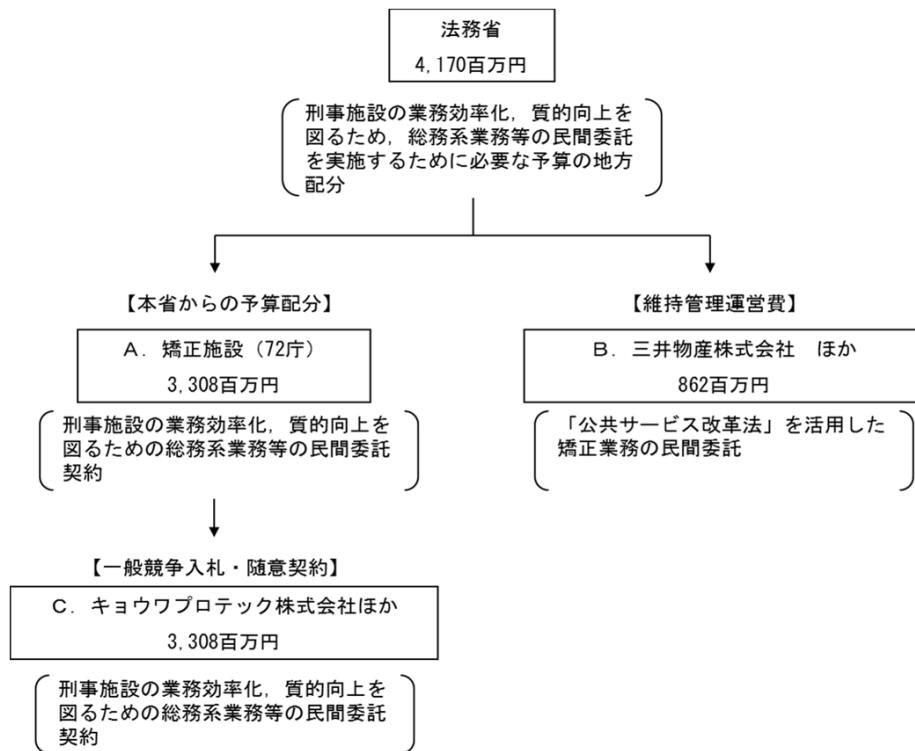 法務省
4,170百万円
刑事施設の業務効率化，質的向上を
図るため，総務系業務等の民間委託
を実施するために必要な予算の地方
配分
【本省からの予算配分】
A．矯正施設（72庁）
3,308百万円
刑事施設の業務効率化，質的向上を
図るための総務系業務等の民間委託
契約
【維持管理運営費】
B．三井物産株式会社　ほか
862百万円
「公共サービス改革法」を活用した
矯正業務の民間委託
【一般競争入札・随意契約】
C．キョウワプロテック株式会社ほか
3,308百万円
刑事施設の業務効率化，質的向上を
図るための総務系業務等の民間委託
契約